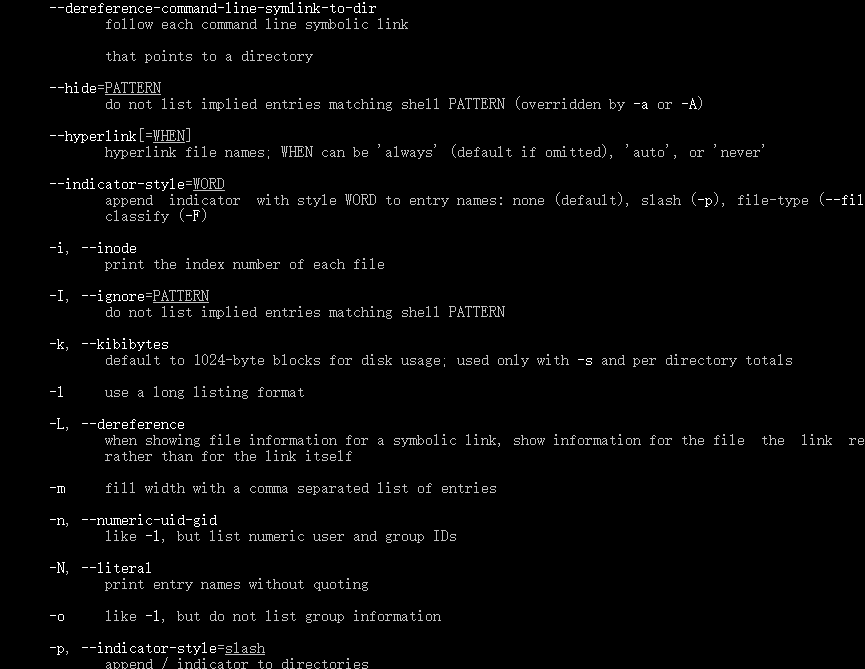 --dereference-command-line-symlink-to-dir
follow each command line symbolic link
that points to a directory
--hide=PATTERN
do not list implied entries matching shell PATTERN (overridden by -a or -A)
--hyperlink[=WHEN]
hyperlink file names; WHEN can be 'always' (default if omitted), 'auto', or 'never'
--indicator-style=WORD
append indicator with style WORD to entry names: none (default), slash (-p), file-type (--fil
classify (-F)
-i, --inode
print the index number of each file
-I, --ignore=PATTERN
do not list implied entries matching shell PATTERN
-k, --kibibytes
default to 1024-byte blocks for disk usage; used only with -s and per directory totals
-l use a long listing format
-L, --dereference
when showing file information for a symbolic link, show information for the file the link re
rather than for the link itself
-m fill width with a comma separated list of entries
-n, --numeric-uid-gid
like -l, but list numeric user and group IDs
-N, --literal
print entry names without quoting
-o like -l, but do not list group information
-p, --indicator-style=slash
append / indicator to directories